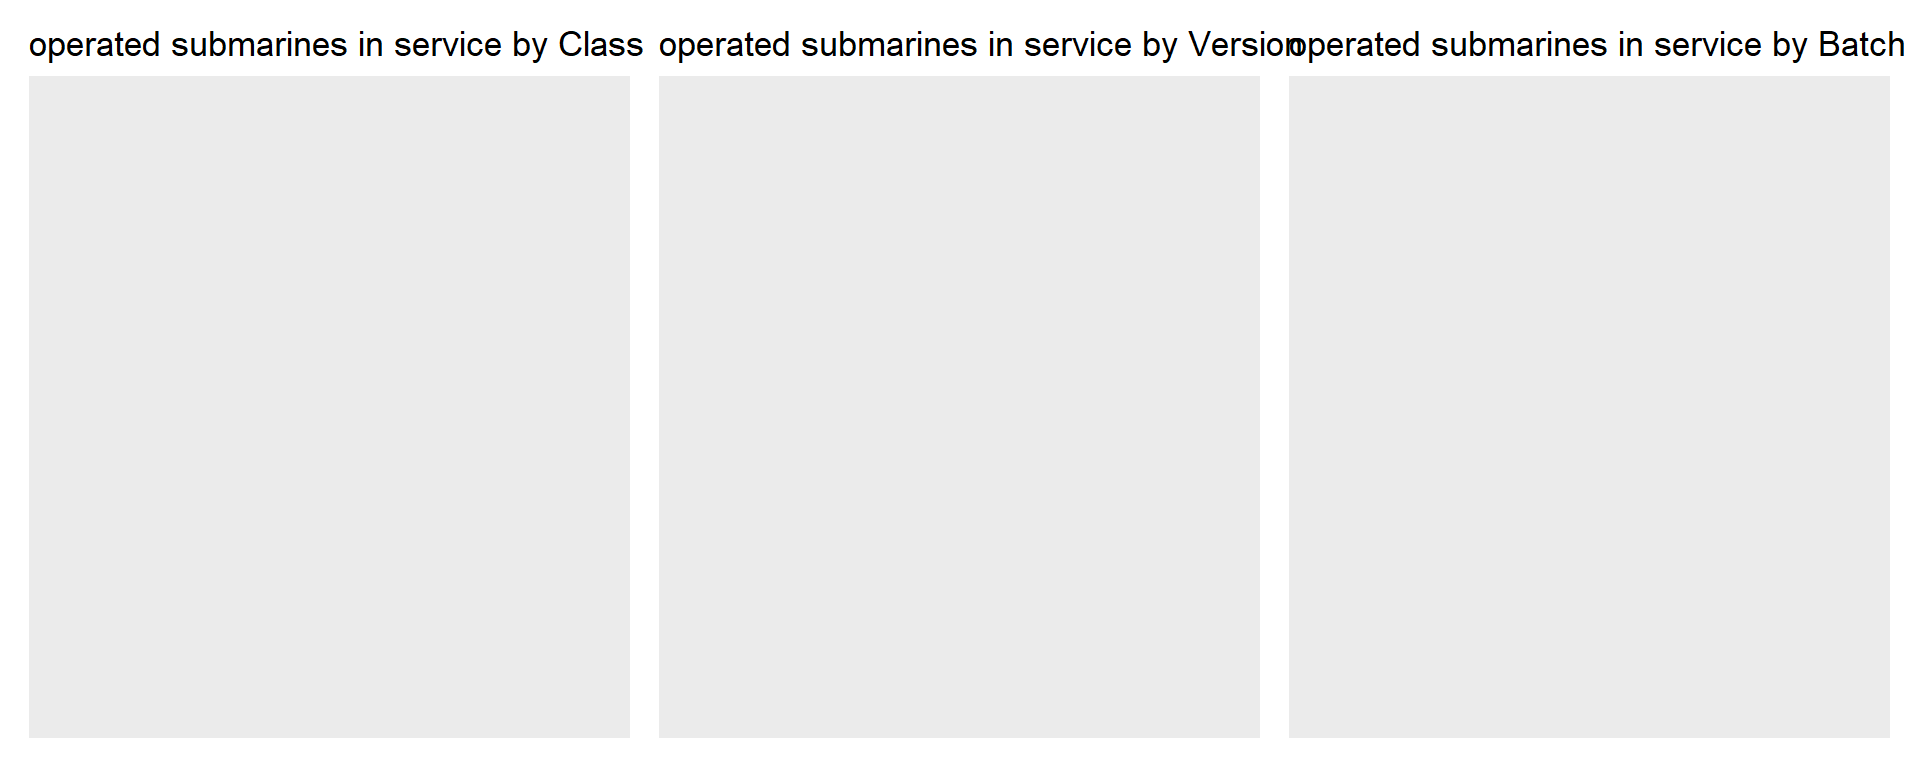 operated submarines in service by Class
operated submarines in service by Version
operated submarines in service by Batch